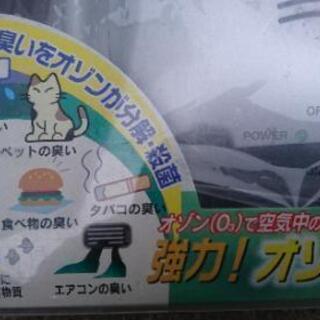 臭いをオゾンが分解・殺菌
ペットの臭い
タバコの臭い
食べ物の臭い
エアコンの臭い
に
物質
OF
POWER
オゾン(O₃)で空気中の
強力!オゾ